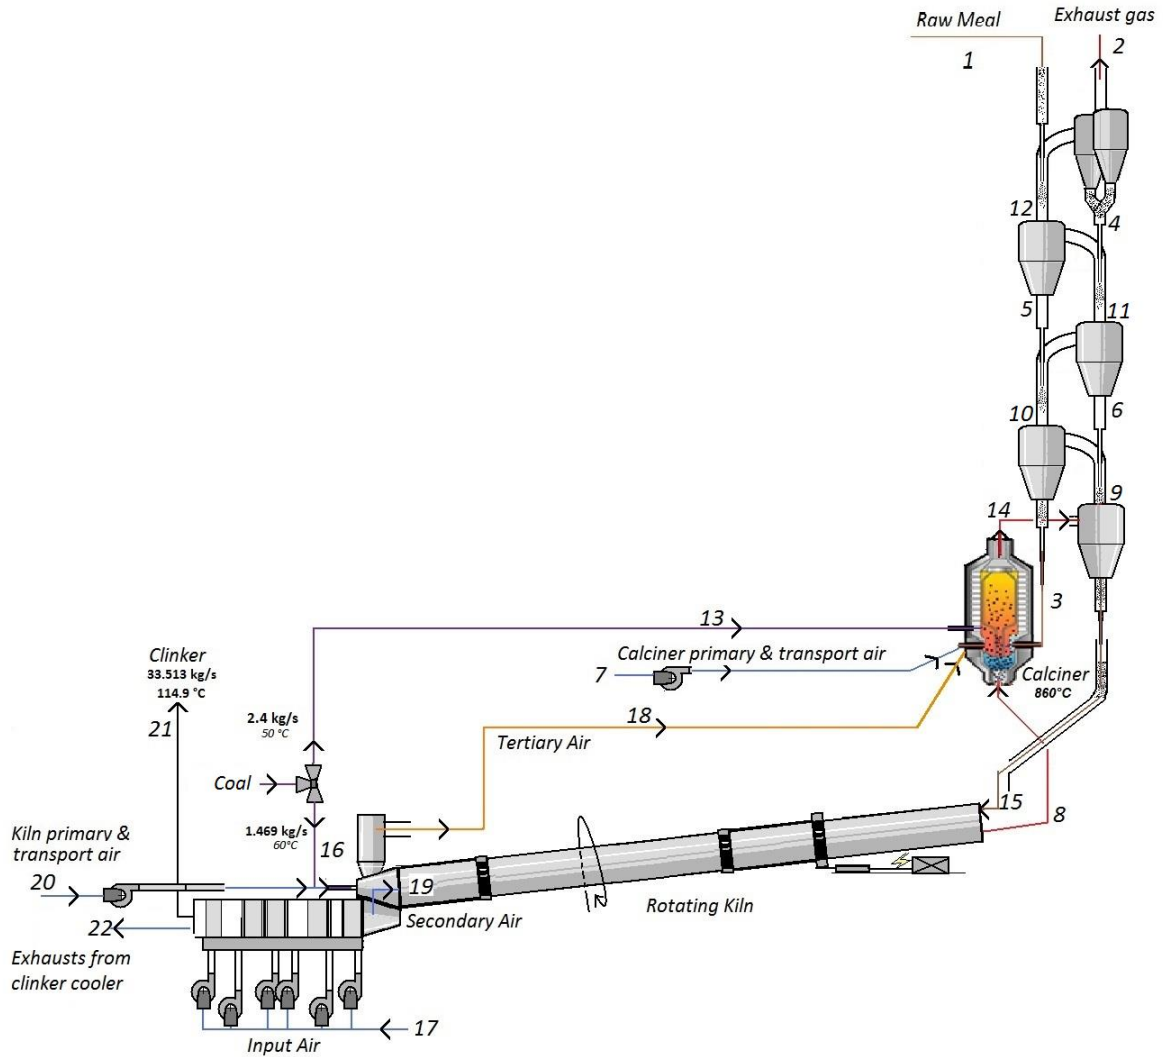 Raw Meal
Exhaust gas
1
2
12
4
5
11
10
6
14
9
13
3
Clinker
33.513 kg/s
114.9 °C
Calciner primary & transport air
7
Calciner
860°C
21
2.4 kg/s
50 °C
18
Tertiary Air
Coal
15
8
Kiln primary &
transport air
1.469 kg/s
60°C
16
20
19
Rotating Kiln
22
Secondary Air
Exhausts from
clinker cooler
17
Input Air